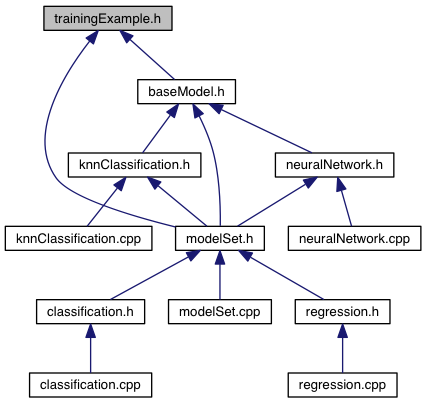 trainingExample.h
baseModel.h
knnClassification.h
neuralNetwork.h
knnClassification.cpp
modelSet.h
neuralNetwork.cpp
classification.h
modelSet.cpp
regression.h
classification.cpp
regression.cpp